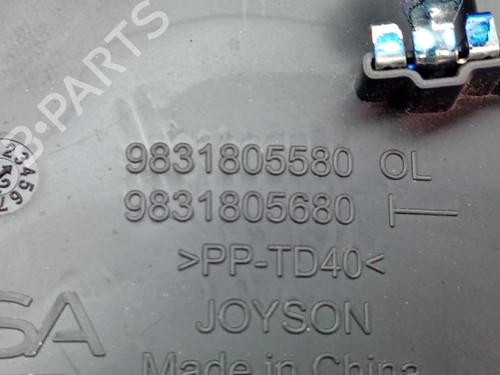 9831805580 OL
9831805680 T
>PP-TD40<
JOYSON
SA
Made in China
B-PARTS